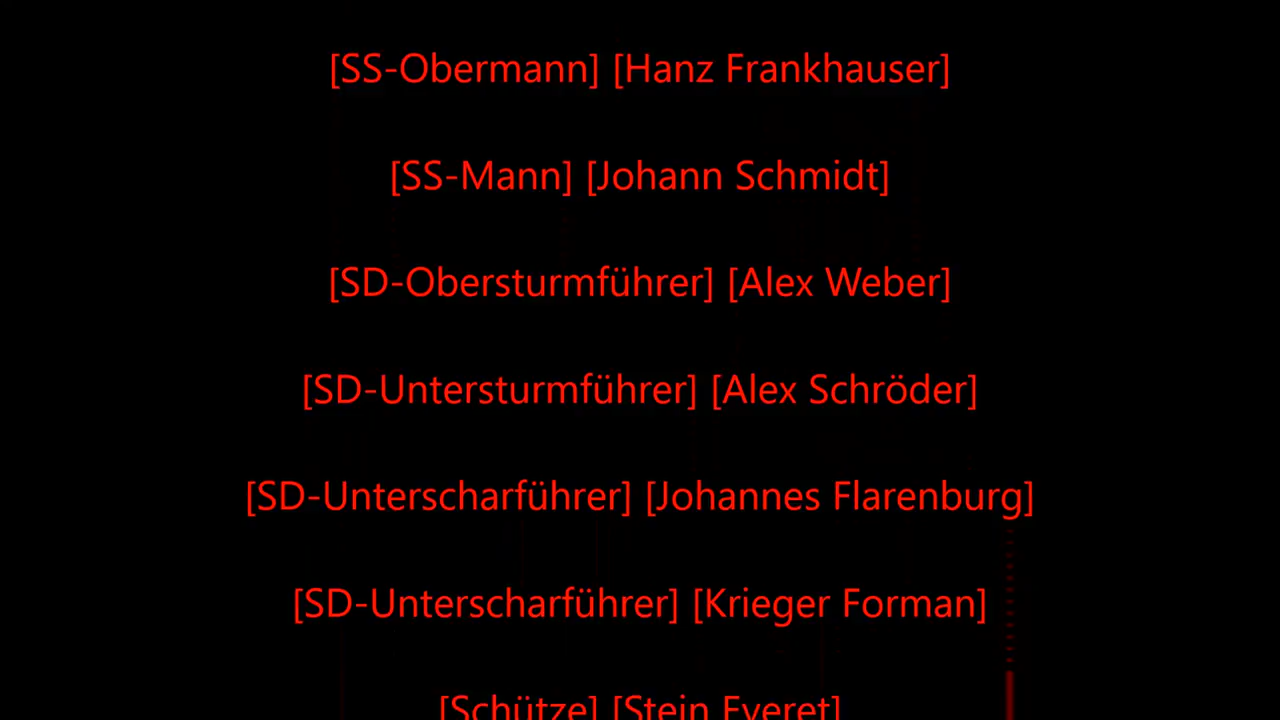 [SS-Obermann] [Hanz Frankhauser]
[SS-Mann] [Johann Schmidt]
[SD-Obersturmführer] [Alex Weber]
[SD-Untersturmführer] [Alex Schröder]
[SD-Unterscharführer] [Johannes Flarenburg]
[SD-Unterscharführer] [Krieger Forman]
[Schütze] [Stein Everet]